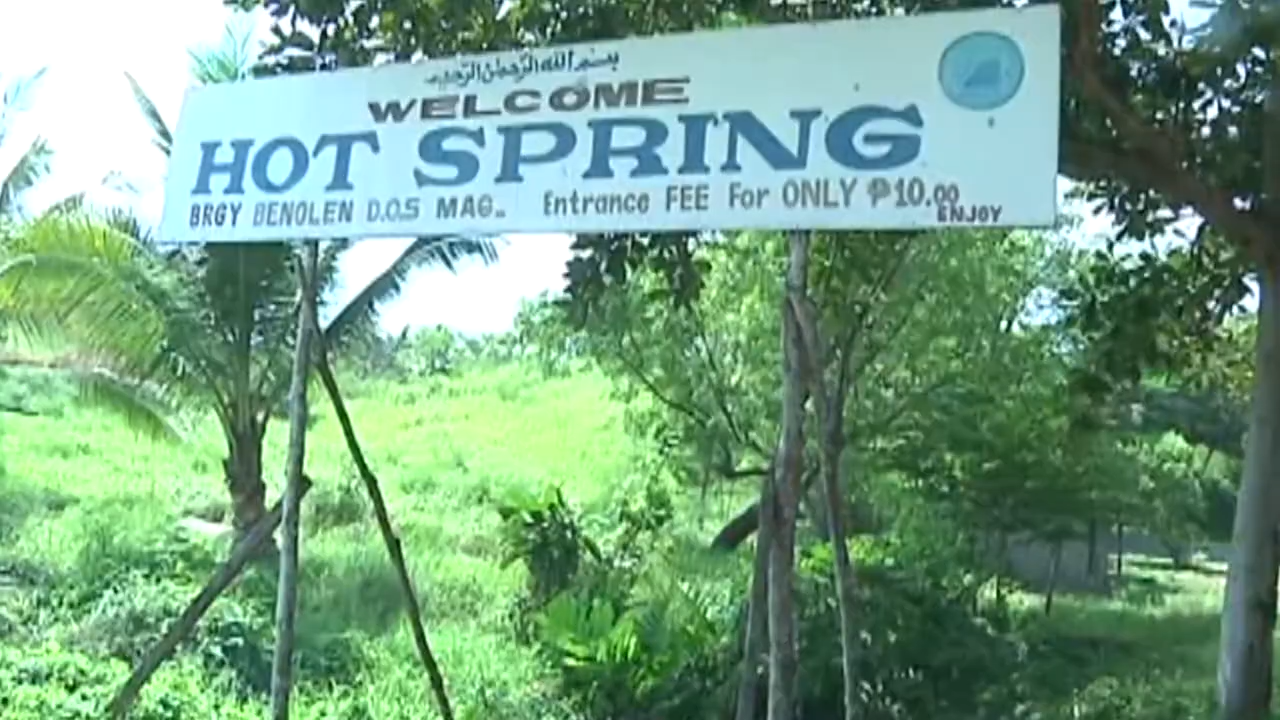 بسم الله الرحمن الرحيم
WELCOME
HOT SPRING
BRGY BENOLEN D.O.S MAG. Entrance FEE For ONLY ₱10.00
ENJOY